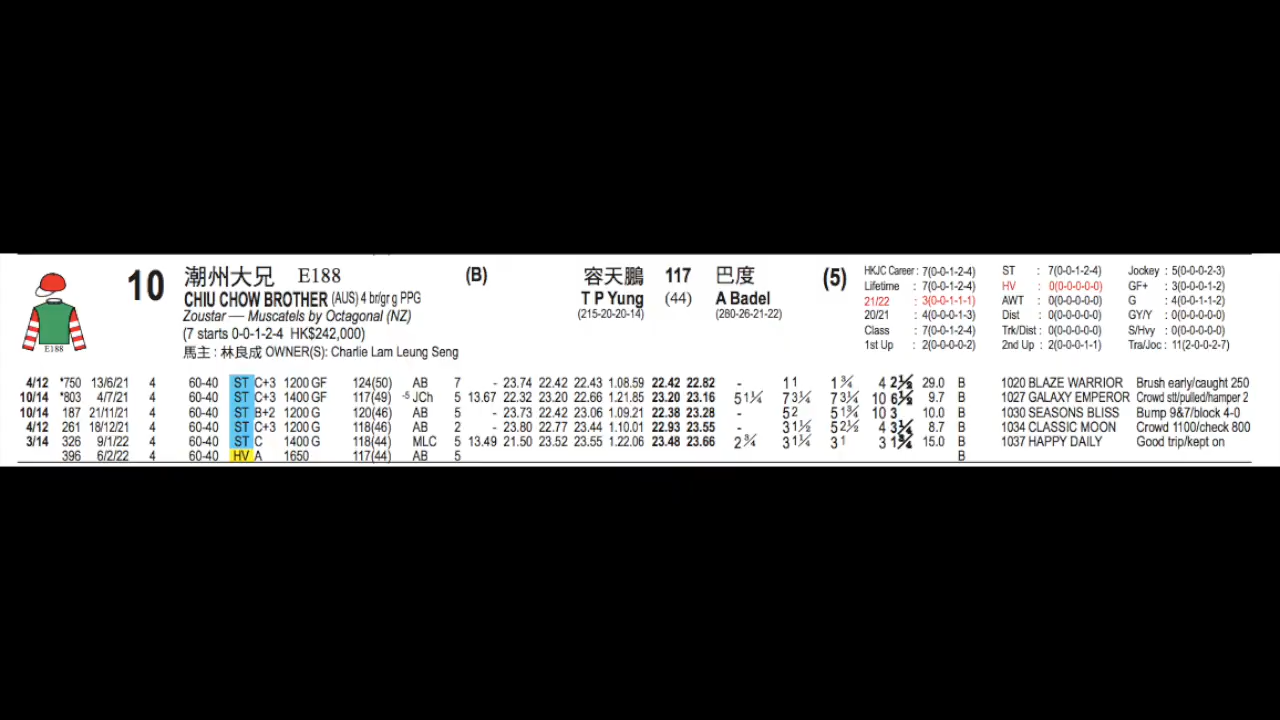 10 潮州大兄 E188 (B) 容天鵬 117 巴度 (5) HKJC Career : 7(0-0-1-2-4) ST : 7(0-0-1-2-4) Jockey : 5(0-0-0-2-3)
CHIU CHOW BROTHER (AUS) 4 br/gr g PPG T P Yung (44) A Badel Lifetime : 7(0-0-1-2-4) HV : 0(0-0-0-0-0) GF+ : 3(0-0-0-1-2)
Zoustar — Muscatels by Octagonal (NZ) (215-20-20-14) (280-26-21-22) 21/22 : 3(0-0-1-1-1) AWT : 0(0-0-0-0-0) G : 4(0-0-1-1-2)
20/21 : 4(0-0-0-1-3) Dist : 0(0-0-0-0-0) GY/Y : 0(0-0-0-0-0)
(7 starts 0-0-1-2-4 HK$242,000) Class : 7(0-0-1-2-4) Trk/Dist : 0(0-0-0-0-0) S/Hvy : 0(0-0-0-0-0)
E188 馬主 : 林良成 OWNER(S): Charlie Lam Leung Seng 1st Up : 2(0-0-0-0-2) 2nd Up : 2(0-0-0-1-1) Tra/Joc : 11(2-0-0-2-7)
4/12 *750 13/6/21 4 60-40 ST C+3 1200 GF 124(50) AB 7 - 23.74 22.42 22.43 1.08.59 22.42 22.82 - 1 1 1 ¾ 4 2½ 29.0 B 1020 BLAZE WARRIOR Brush early/caught 250
10/14 *803 4/7/21 4 60-40 ST C+3 1400 GF 117(49) -5 JCh 5 13.67 22.32 23.20 22.66 1.21.85 23.20 23.16 5 1¼ 7 3¼ 7 3¼ 10 6½ 9.7 B 1027 GALAXY EMPEROR Crowd stt/pulled/hamper 2
10/14 187 21/11/21 4 60-40 ST B+2 1200 G 120(46) AB 5 - 23.73 22.42 23.06 1.09.21 22.38 23.28 - 5 2 5 1¾ 10 3 10.0 B 1030 SEASONS BLISS Bump 9&7/block 4-0
4/12 261 18/12/21 4 60-40 ST C+3 1200 G 118(46) AB 2 - 23.80 22.77 23.44 1.10.01 22.93 23.55 - 3 1½ 5 2½ 4 3¼ 8.7 B 1034 CLASSIC MOON Crowd 1100/check 800
3/14 326 9/1/22 4 60-40 ST C 1400 G 118(44) MLC 5 13.49 21.50 23.52 23.55 1.22.06 23.48 23.66 2 ¾ 3 1¼ 3 1 3 1¾ 15.0 B 1037 HAPPY DAILY Good trip/kept on
396 6/2/22 4 60-40 HV A 1650 117(44) AB 5 B